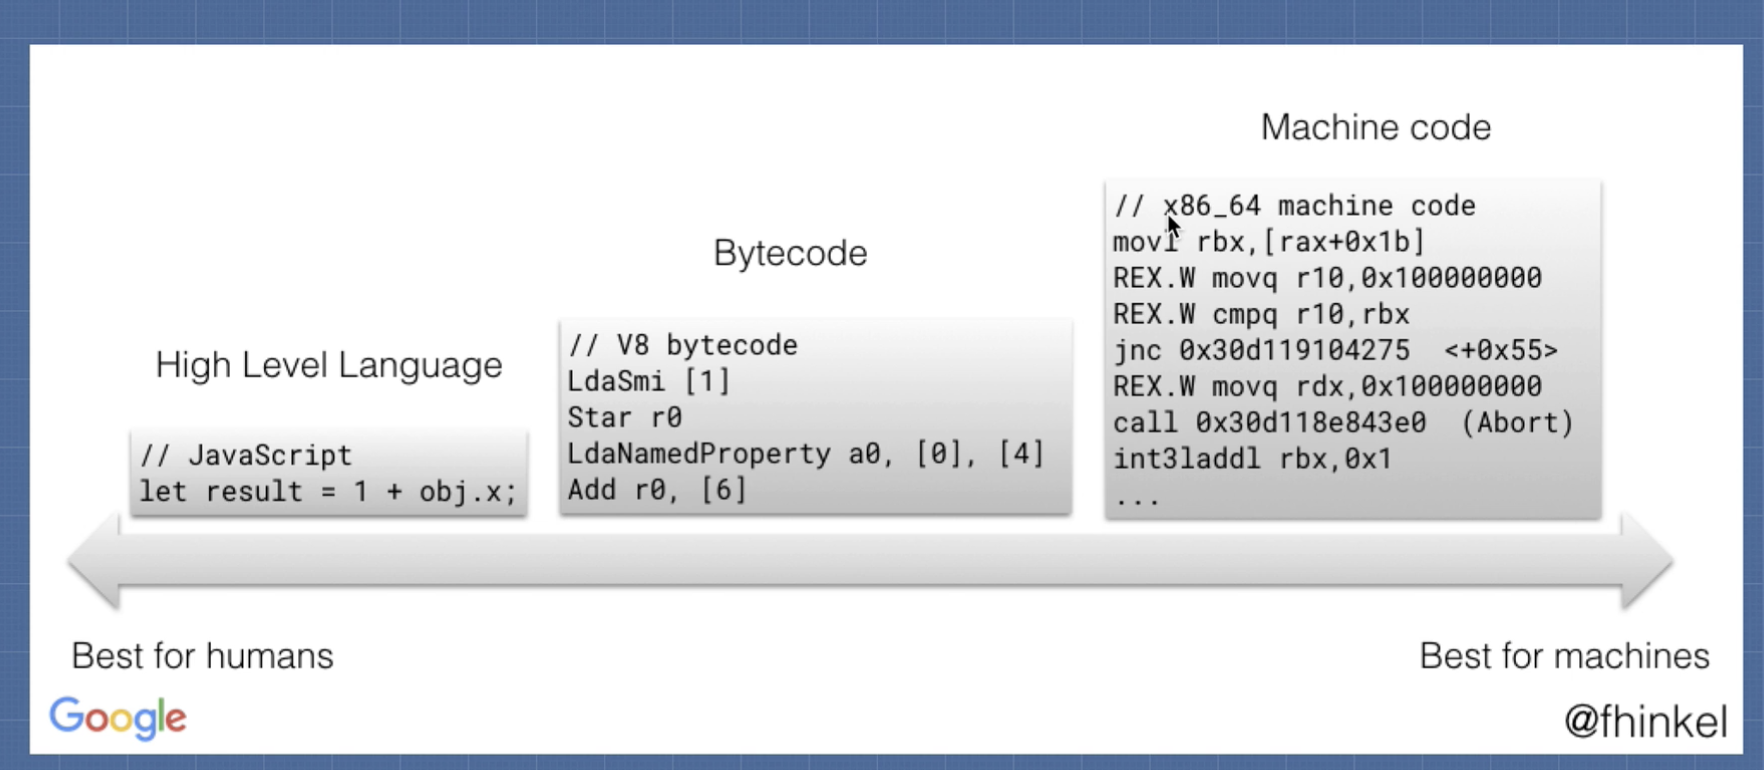 Machine code
// x86_64 machine code
movl rbx,[rax+0x1b]
REX.W movq r10,0x100000000
REX.W cmpq r10,rbx
jnc 0x30d119104275  <+0x55>
REX.W movq rdx,0x100000000
call 0x30d118e843e0  (Abort)
int3laddl rbx,0x1
...
Bytecode
// V8 bytecode
LdaSmi [1]
Star r0
LdaNamedProperty a0, [0], [4]
Add r0, [6]
High Level Language
// JavaScript
let result = 1 + obj.x;
Best for humans
Best for machines
Google
@fhinkel